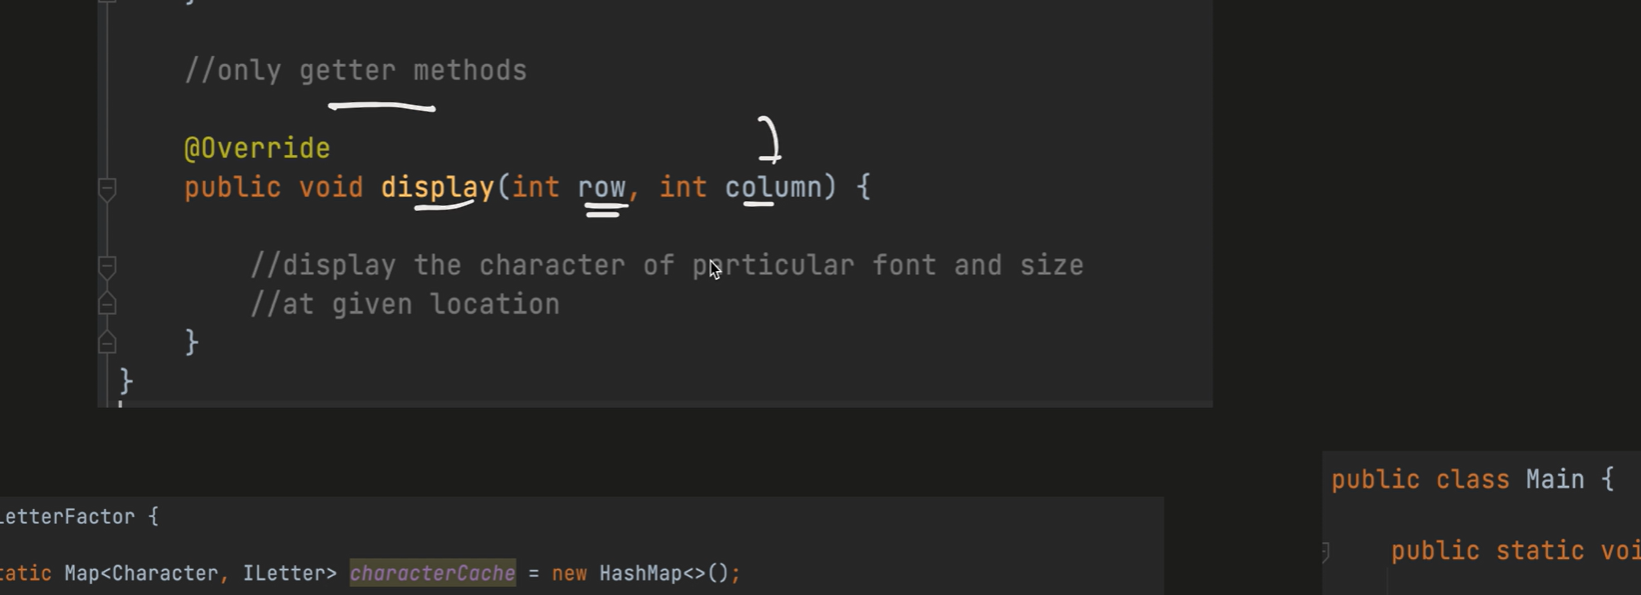 //only getter methods
@Override
public void display(int row, int column) {
//display the character of particular font and size
//at given location
}
}
LetterFactor {
tatic Map<Character, ILetter> characterCache = new HashMap<>();
public class Main {
public static voi